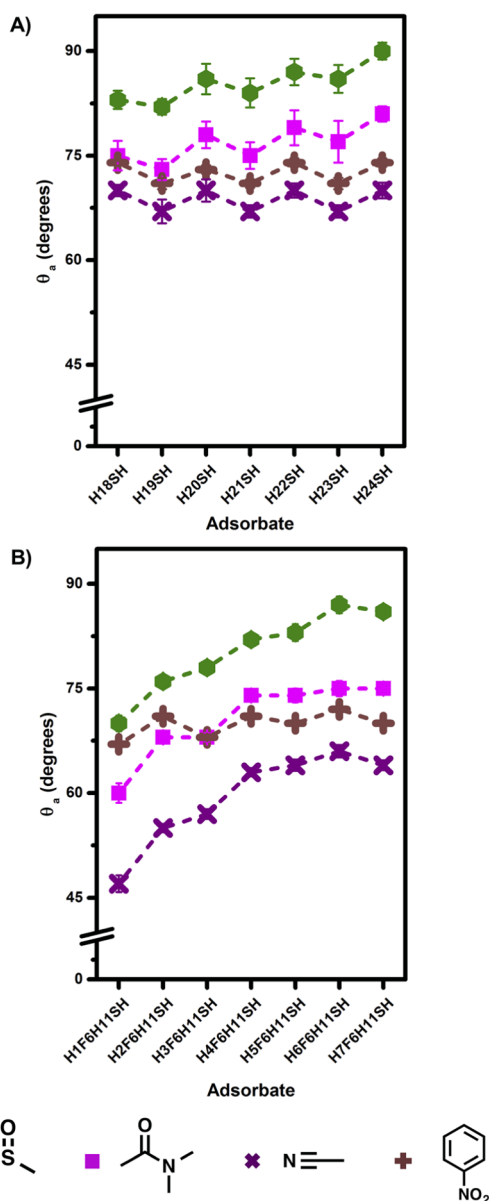 A)
90
75
60
45
0
θa (degrees)
H18SH
H19SH
H20SH
H21SH
H22SH
H23SH
H24SH
Adsorbate
B)
90
75
60
45
0
θa (degrees)
H1F6H11SH
H2F6H11SH
H3F6H11SH
H4F6H11SH
H5F6H11SH
H6F6H11SH
H7F6H11SH
Adsorbate
O
S
O
N
N
NO2